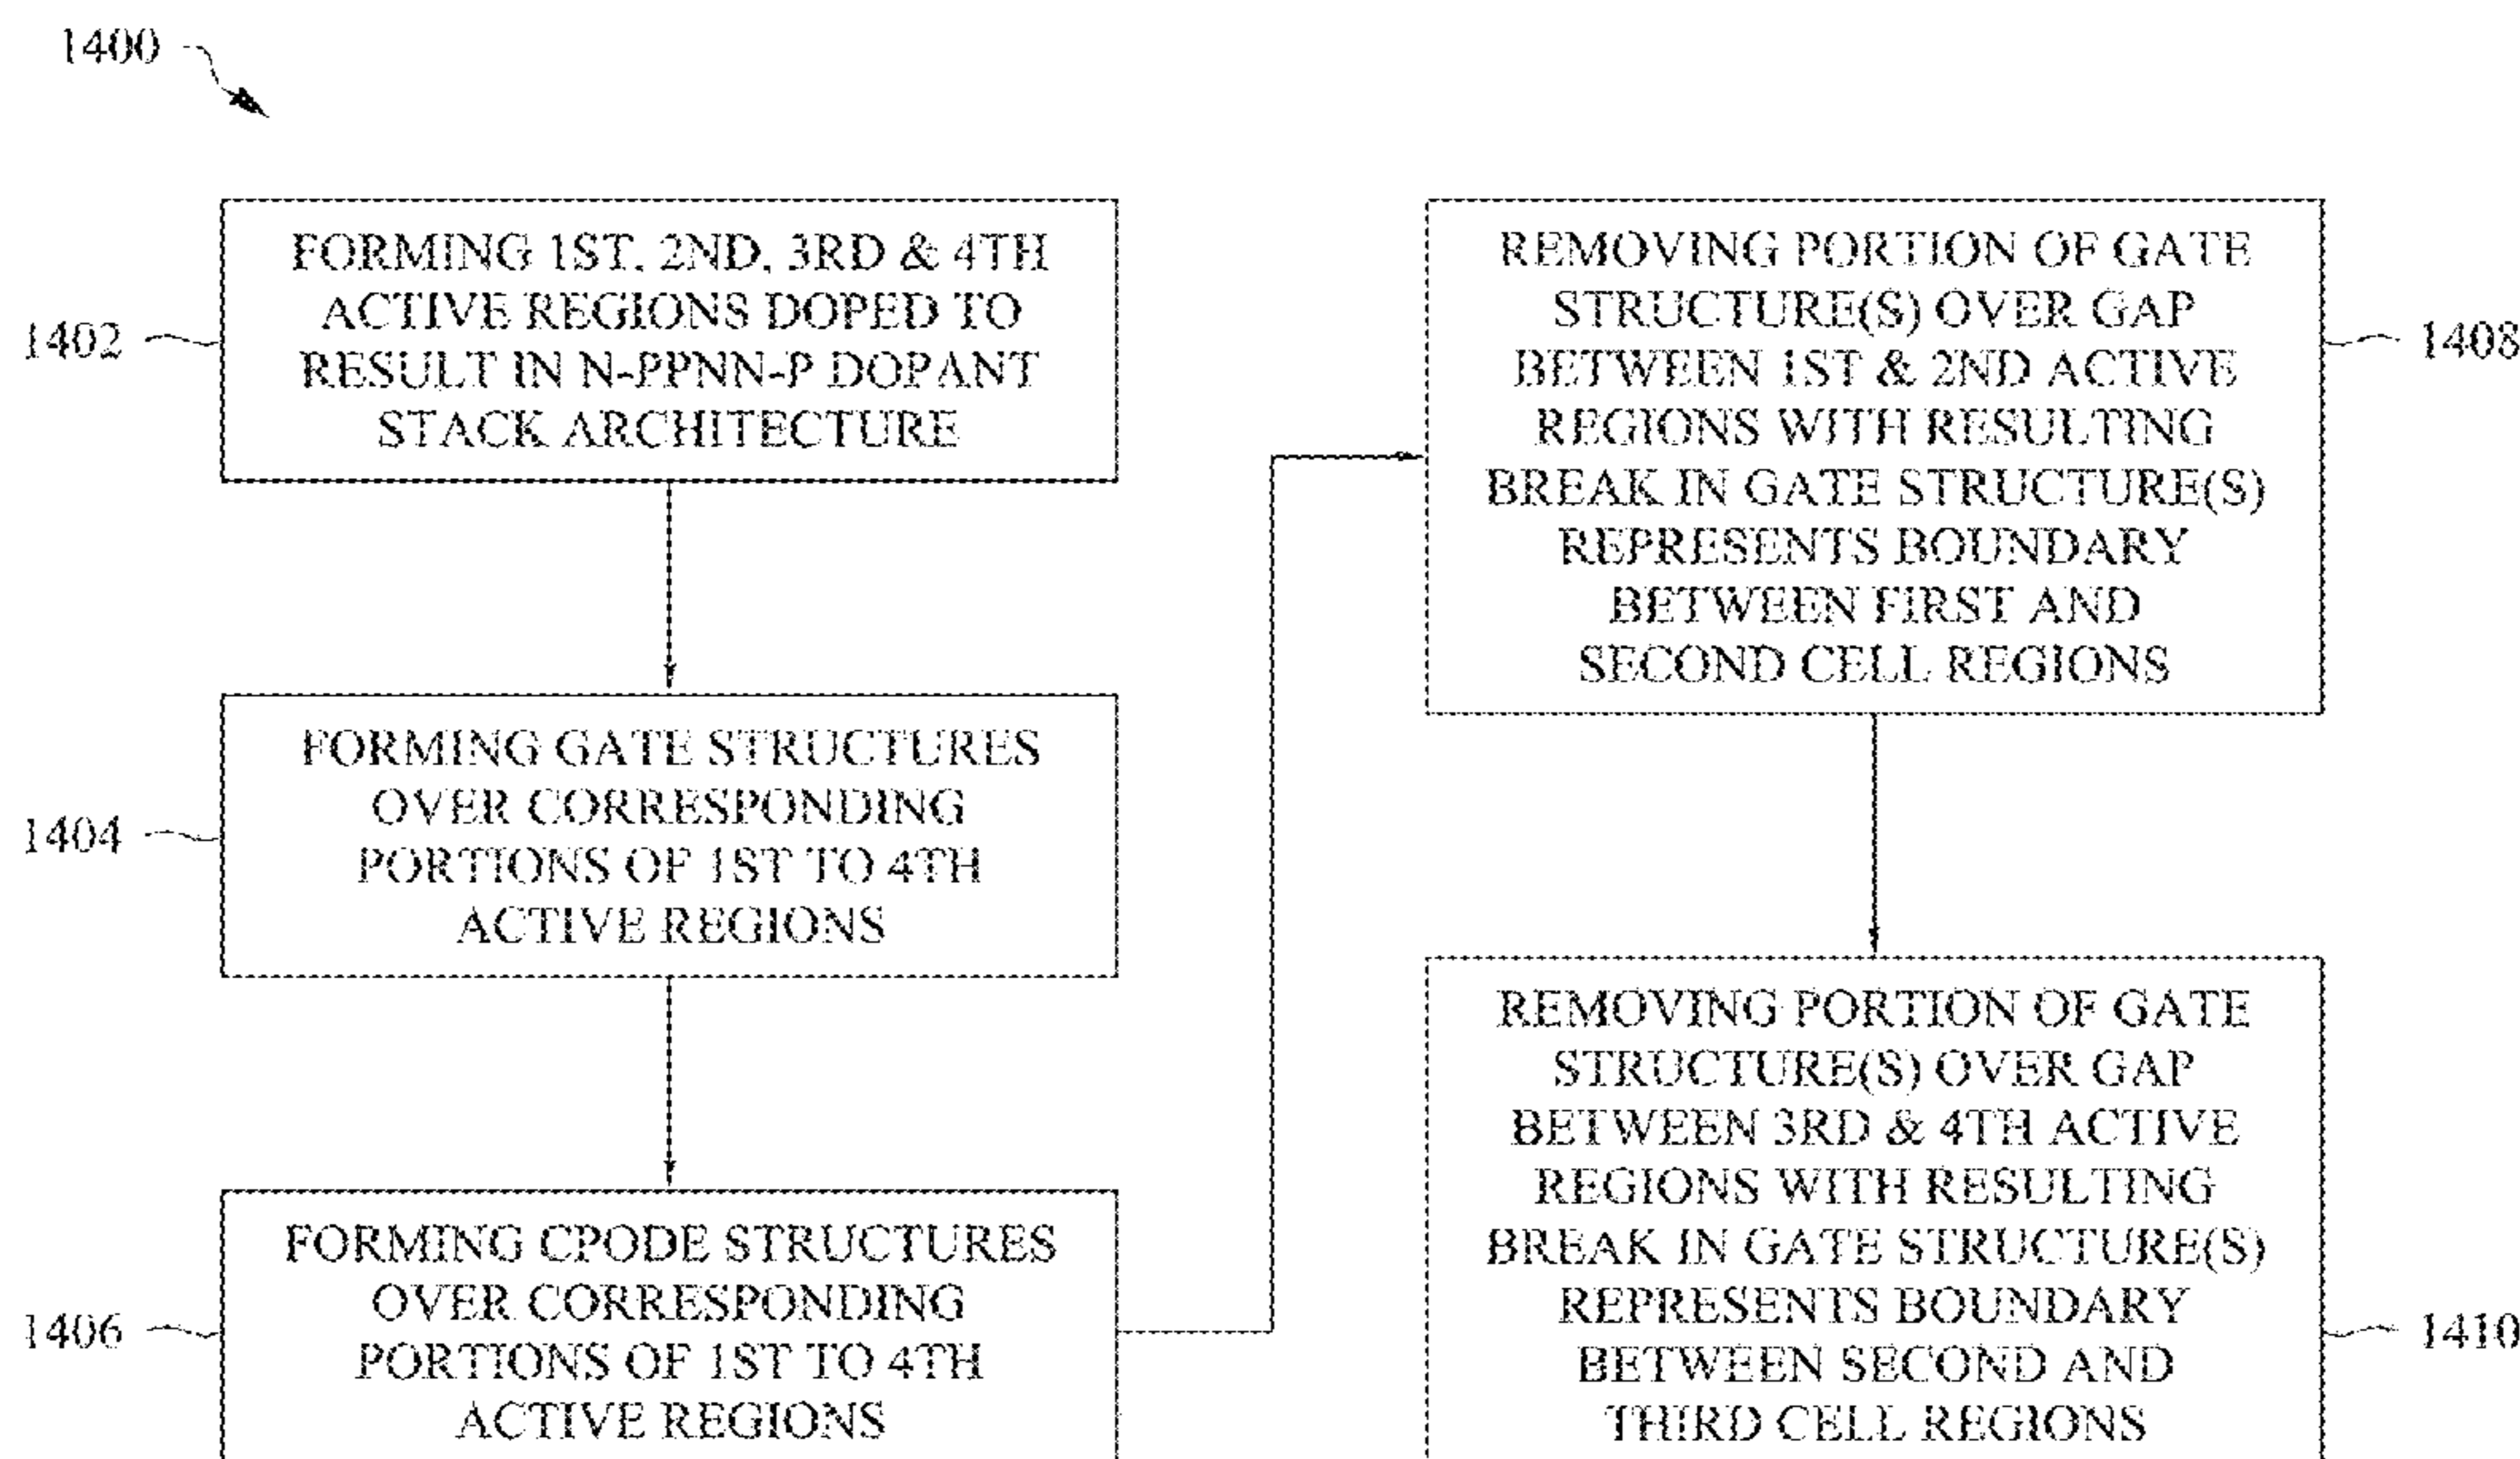 1400
1402
FORMING 1ST, 2ND, 3RD & 4TH
ACTIVE REGIONS DOPED TO
RESULT IN N-PPNN-P DOPANT
STACK ARCHITECTURE
1404
FORMING GATE STRUCTURES
OVER CORRESPONDING
PORTIONS OF 1ST TO 4TH
ACTIVE REGIONS
1406
FORMING CPODE STRUCTURES
OVER CORRESPONDING
PORTIONS OF 1ST TO 4TH
ACTIVE REGIONS
REMOVING PORTION OF GATE
STRUCTURE(S) OVER GAP
BETWEEN 1ST & 2ND ACTIVE
REGIONS WITH RESULTING
BREAK IN GATE STRUCTURE(S)
REPRESENTS BOUNDARY
BETWEEN FIRST AND
SECOND CELL REGIONS
1408
REMOVING PORTION OF GATE
STRUCTURE(S) OVER GAP
BETWEEN 3RD & 4TH ACTIVE
REGIONS WITH RESULTING
BREAK IN GATE STRUCTURE(S)
REPRESENTS BOUNDARY
BETWEEN SECOND AND
THIRD CELL REGIONS
1410